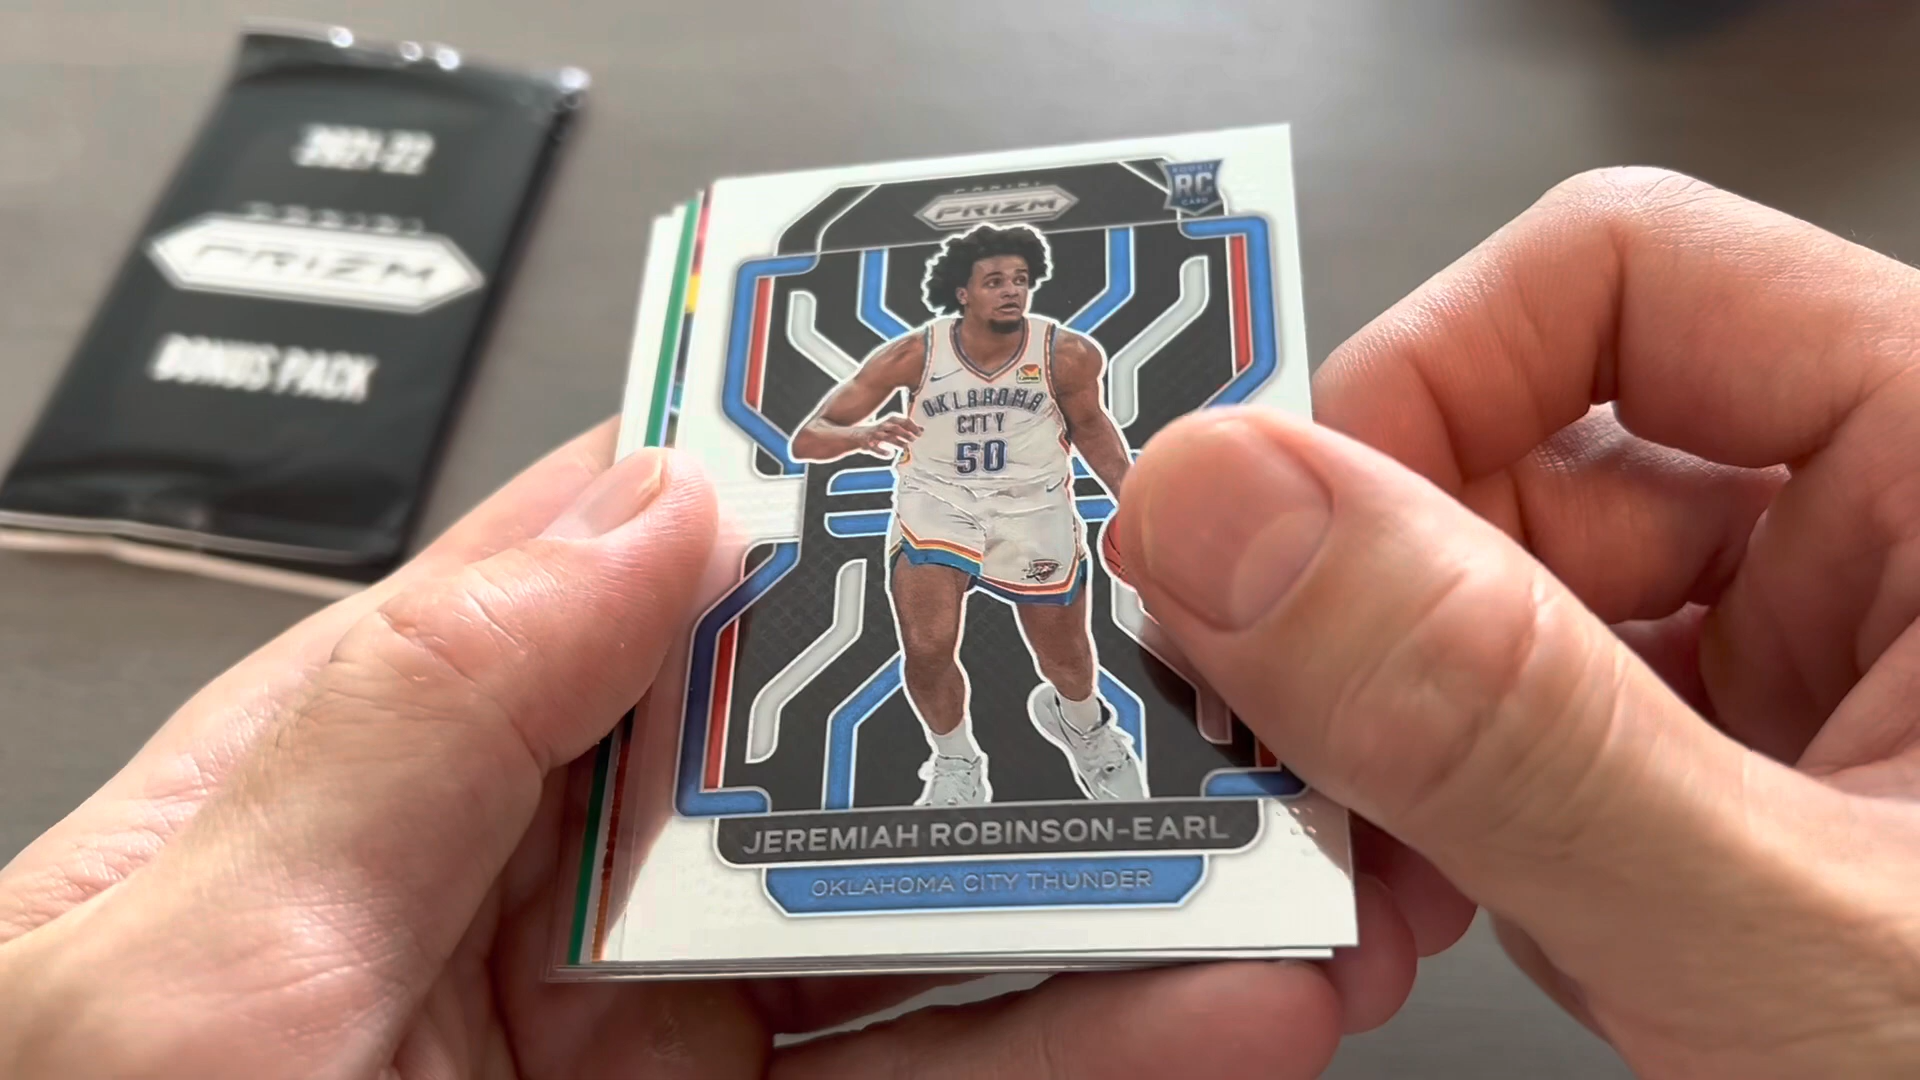 2021-22
PANINI
PRIZM
BONUS PACK
PANINI
PRIZM
ROOKIE
RC
CARD
OKLAHOMA
CITY
50
JEREMIAH ROBINSON-EARL
OKLAHOMA CITY THUNDER